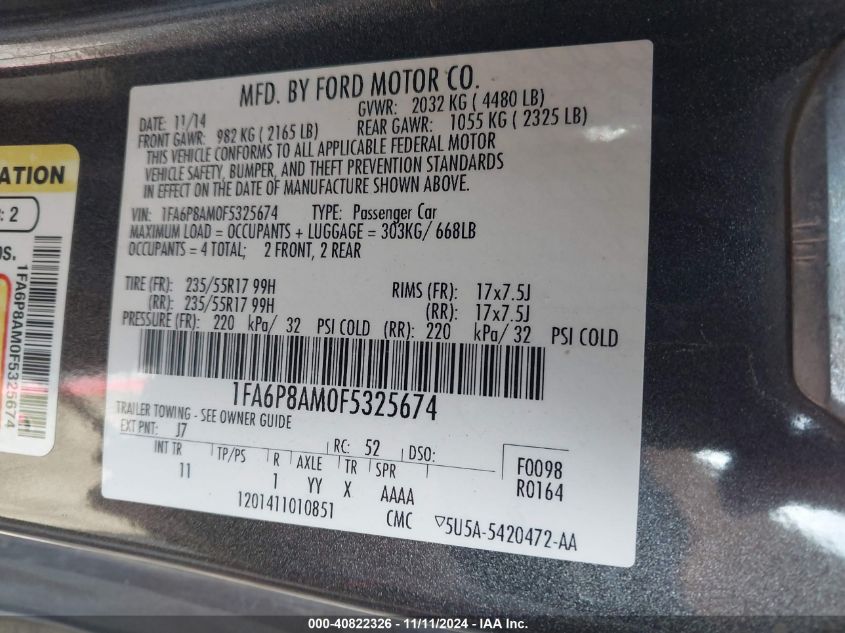 MFD. BY FORD MOTOR CO.
DATE: 11/14 GVWR: 2032 KG ( 4480 LB)
FRONT GAWR: 982 KG ( 2165 LB) REAR GAWR: 1055 KG ( 2325 LB)
THIS VEHICLE CONFORMS TO ALL APPLICABLE FEDERAL MOTOR
VEHICLE SAFETY, BUMPER, AND THEFT PREVENTION STANDARDS
IN EFFECT ON THE DATE OF MANUFACTURE SHOWN ABOVE.
VIN: 1FA6P8AM0F5325674 TYPE: Passenger Car
MAXIMUM LOAD = OCCUPANTS + LUGGAGE = 303KG/ 668LB
OCCUPANTS = 4 TOTAL; 2 FRONT, 2 REAR
TIRE (FR): 235/55R17 99H RIMS (FR): 17x7.5J
(RR): 235/55R17 99H (RR): 17x7.5J
PRESSURE (FR): 220 kPa/ 32 PSI COLD (RR): 220 kPa/ 32 PSI COLD
1FA6P8AM0F5325674
TRAILER TOWING - SEE OWNER GUIDE
EXT PNT: J7 RC: 52 DSO:
INT TR TP/PS R AXLE TR SPR
11 1 YY X AAAA
1201411010851 CMC
F0098
R0164
▽5U5A-5420472-AA
ATION
: 2
OS.
1FA6P8AM0F5325674
000-40822326 - 11/11/2024 - IAA Inc.